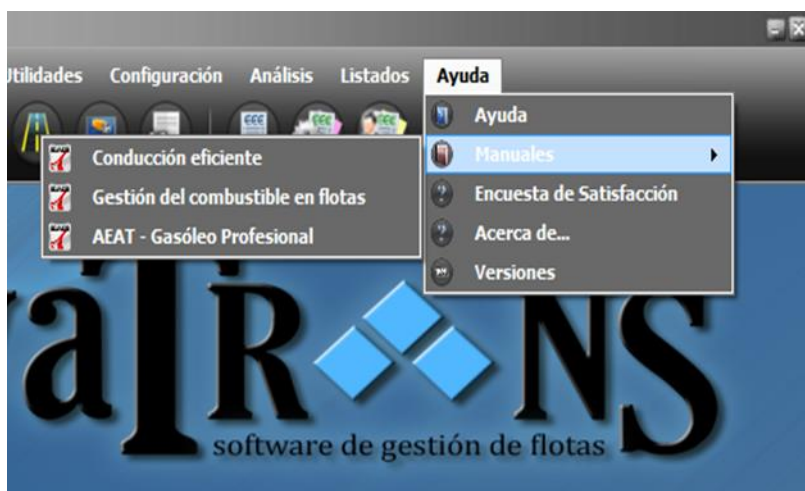 Utilidades Configuración Análisis Listados Ayuda
Ayuda
Manuales
Encuesta de Satisfacción
Acerca de...
Versiones
Conducción eficiente
Gestión del combustible en flotas
AEAT - Gasóleo Profesional
software de gestión de flotas